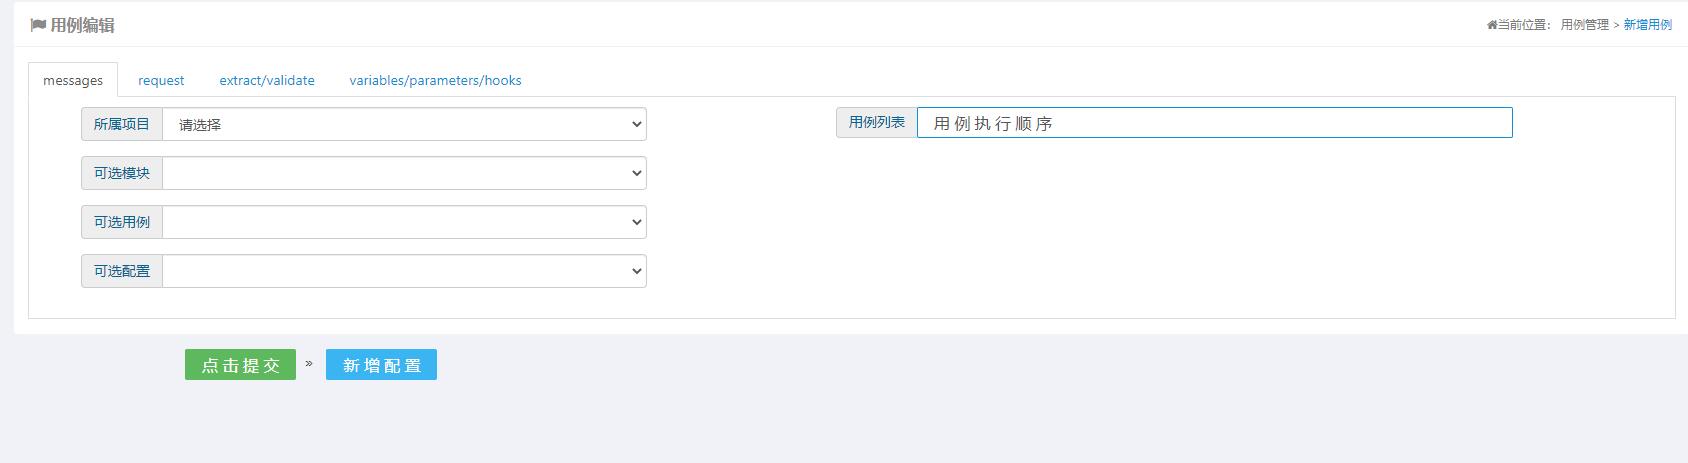 用例编辑
当前位置： 用例管理 > 新增用例
messages request extract/validate variables/parameters/hooks
所属项目 请选择
用例列表 用例执行顺序
可选模块
可选用例
可选配置
点击提交 » 新增配置